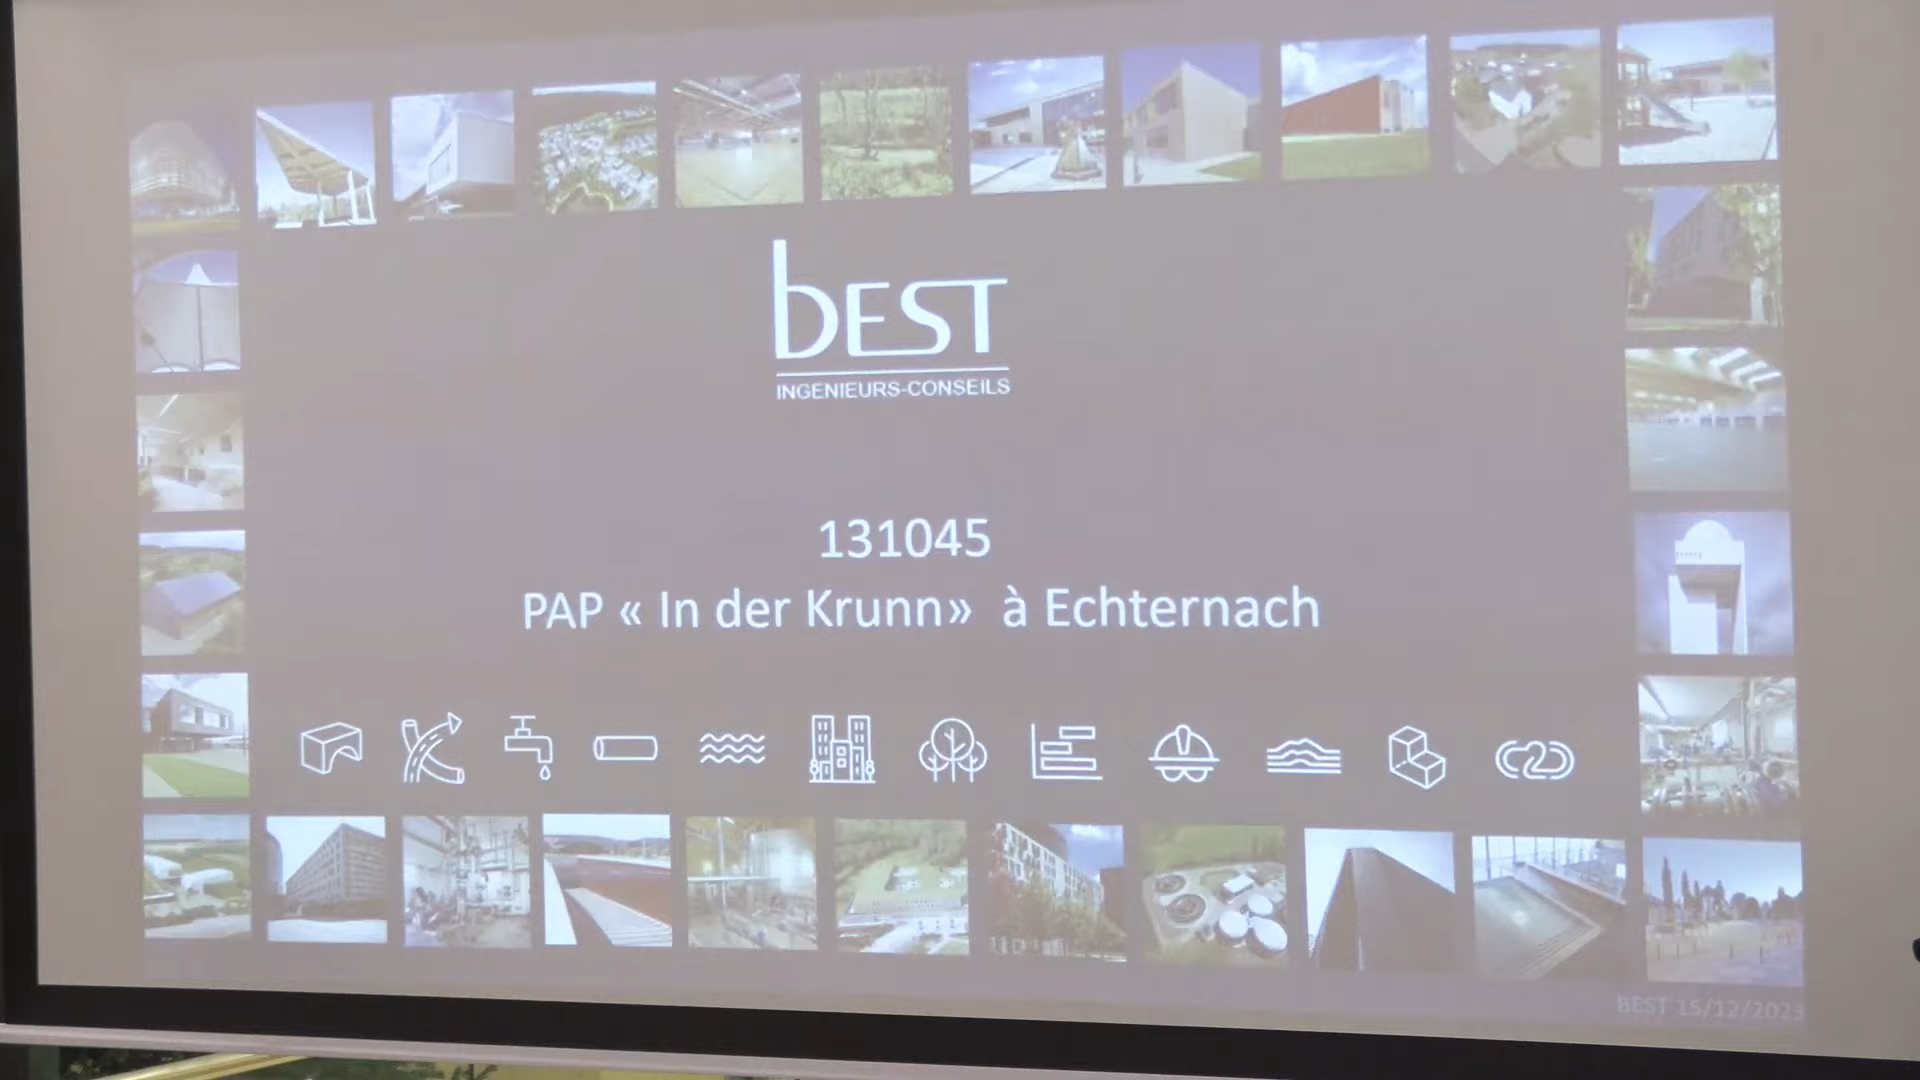 bEST
INGENIEURS-CONSEILS
131045
PAP « In der Krunn»  à Echternach
BEST 15/12/2023